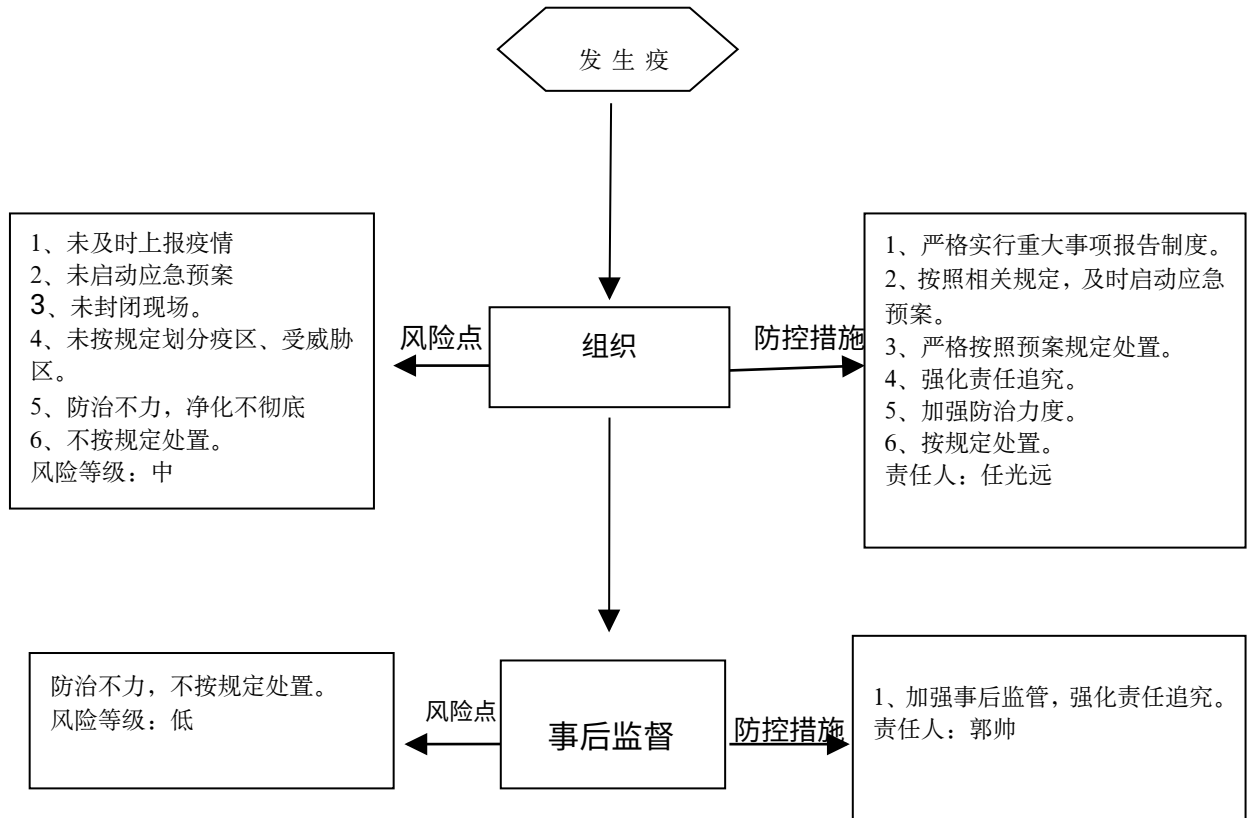 发 生 疫
1、未及时上报疫情
2、未启动应急预案
3、未封闭现场。
4、未按规定划分疫区、受威胁
区。
5、防治不力，净化不彻底
6、不按规定处置。
风险等级：中
风险点
组织
防控措施
1、严格实行重大事项报告制度。
2、按照相关规定，及时启动应急
预案。
3、严格按照预案规定处置。
4、强化责任追究。
5、加强防治力度。
6、按规定处置。
责任人：任光远
防治不力，不按规定处置。
风险等级：低
风险点
事后监督
防控措施
1、加强事后监管，强化责任追究。
责任人：郭帅